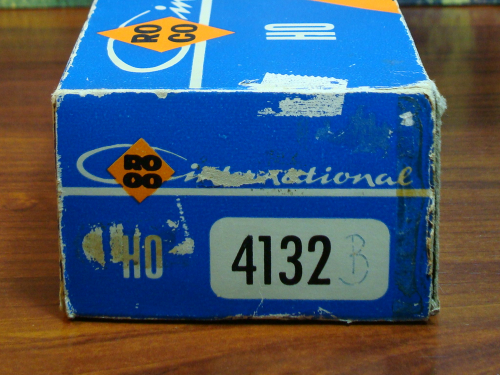 RO
CO
HO
RO
CO
international
HO
4132 B